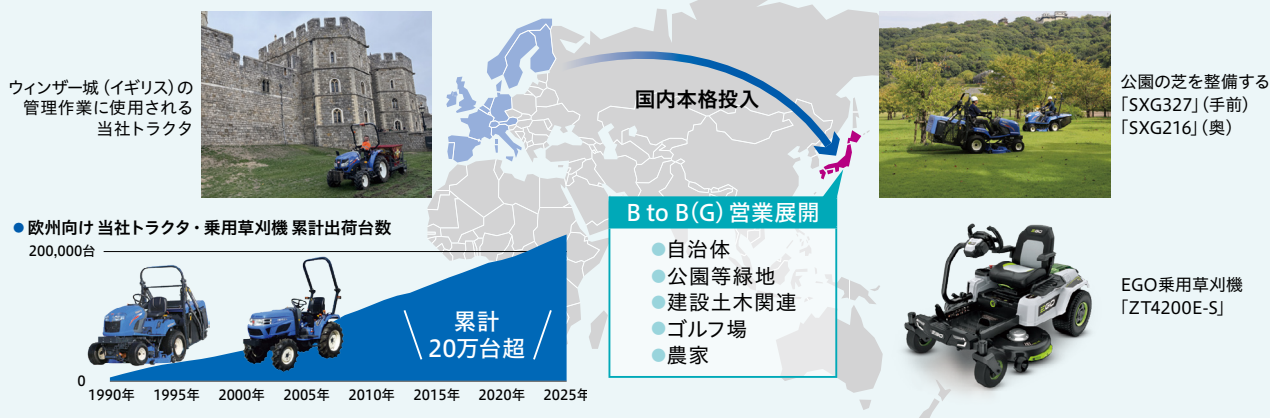 ウィンザー城（イギリス）の
管理作業に使用される
当社トラクタ
国内本格投入
公園の芝を整備する
「SXG327」（手前）
「SXG216」（奥）
B to B(G) 営業展開
●自治体
●公園等緑地
●建設土木関連
●ゴルフ場
●農家
EGO乗用草刈機
「ZT4200E-S」
EGO
● 欧州向け 当社トラクタ・乗用草刈機 累計出荷台数
200,000台
累計
20万台超
0
1990年 1995年 2000年 2005年 2010年 2015年 2020年 2025年